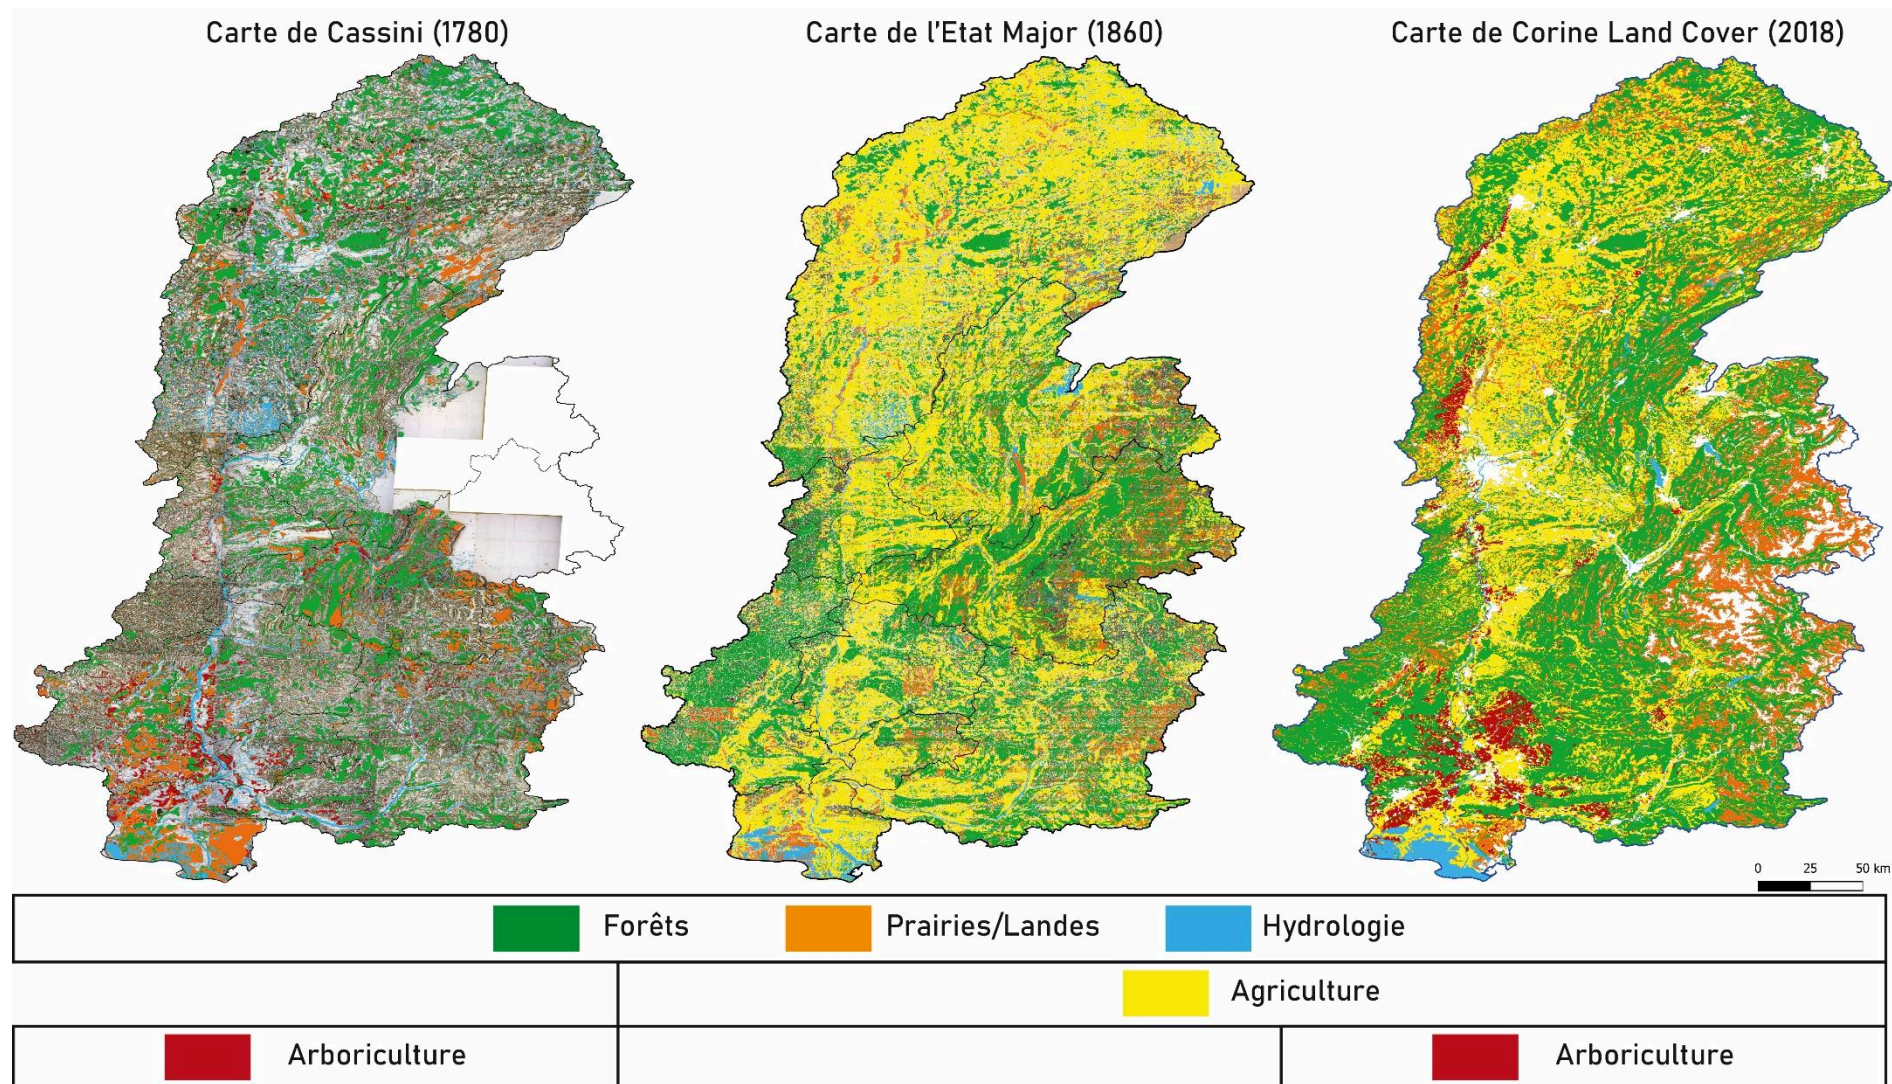 Carte de Cassini (1780)
Carte de l'Etat Major (1860)
Carte de Corine Land Cover (2018)
0 25 50 km
Forêts
Prairies/Landes
Hydrologie
Agriculture
Arboriculture
Arboriculture